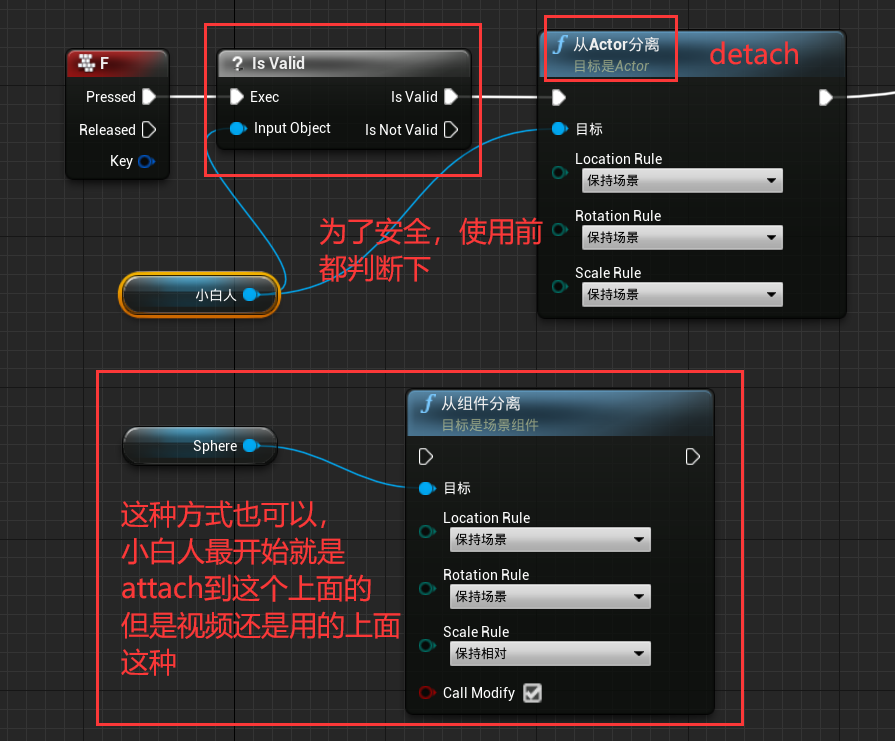 F
Pressed
Released
Key
? Is Valid
Exec
Is Valid
Input Object
Is Not Valid
f 从Actor分离
目标是Actor
detach
目标
Location Rule
保持场景
Rotation Rule
保持场景
Scale Rule
保持场景
小白人
为了安全，使用前
都判断下
Sphere
f 从组件分离
目标是场景组件
目标
Location Rule
保持场景
Rotation Rule
保持场景
Scale Rule
保持相对
Call Modify
这种方式也可以，
小白人最开始就是
attach到这个上面的
但是视频还是用的上面
这种